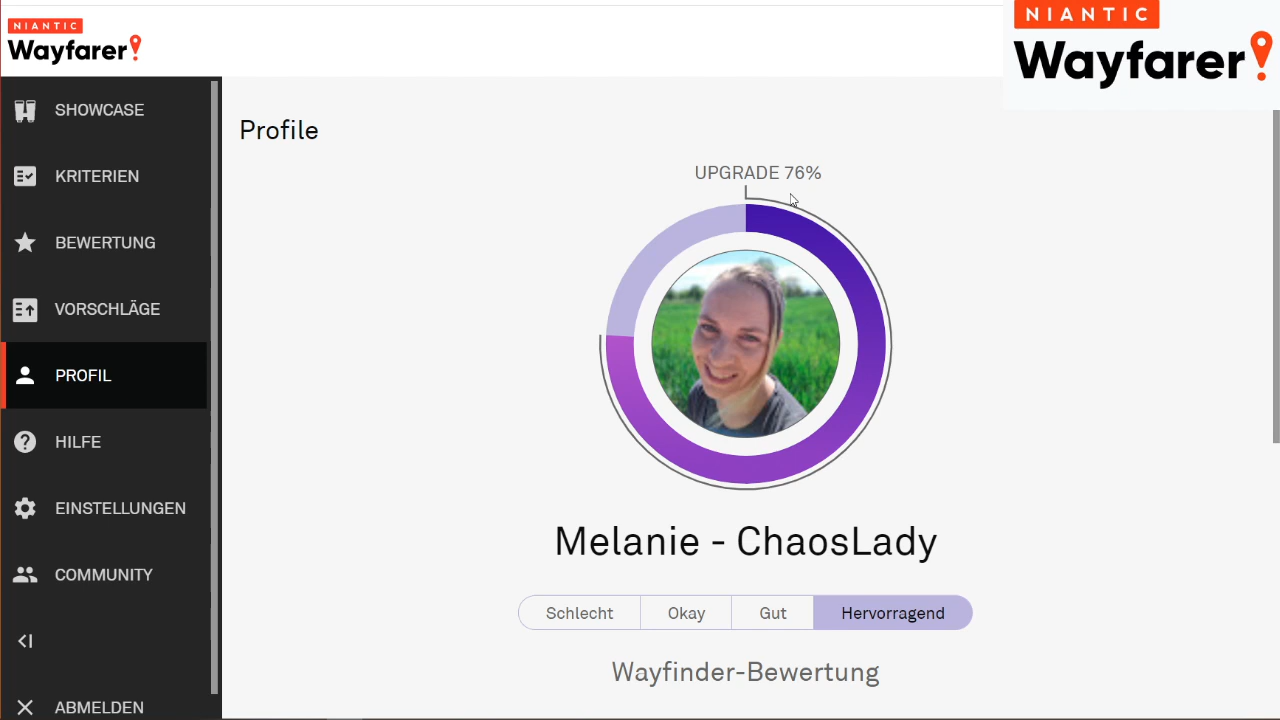 NIANTIC
Wayfarer
NIANTIC
Wayfarer
SHOWCASE
KRITERIEN
BEWERTUNG
VORSCHLÄGE
PROFIL
HILFE
EINSTELLUNGEN
COMMUNITY
ABMELDEN
Profile
UPGRADE 76%
Melanie - ChaosLady
Schlecht Okay Gut Hervorragend
Wayfinder-Bewertung